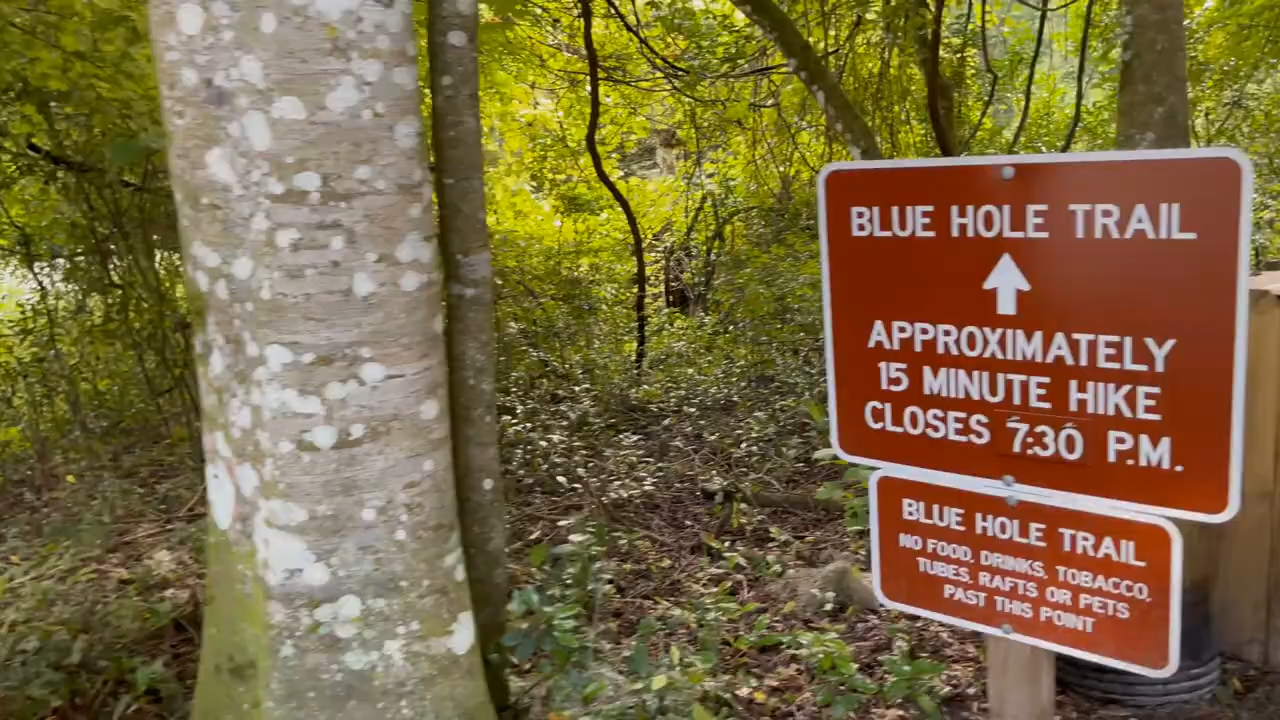 BLUE HOLE TRAIL
APPROXIMATELY
15 MINUTE HIKE
CLOSES 7:30 P.M.
BLUE HOLE TRAIL
NO FOOD, DRINKS, TOBACCO,
TUBES, RAFTS OR PETS
PAST THIS POINT